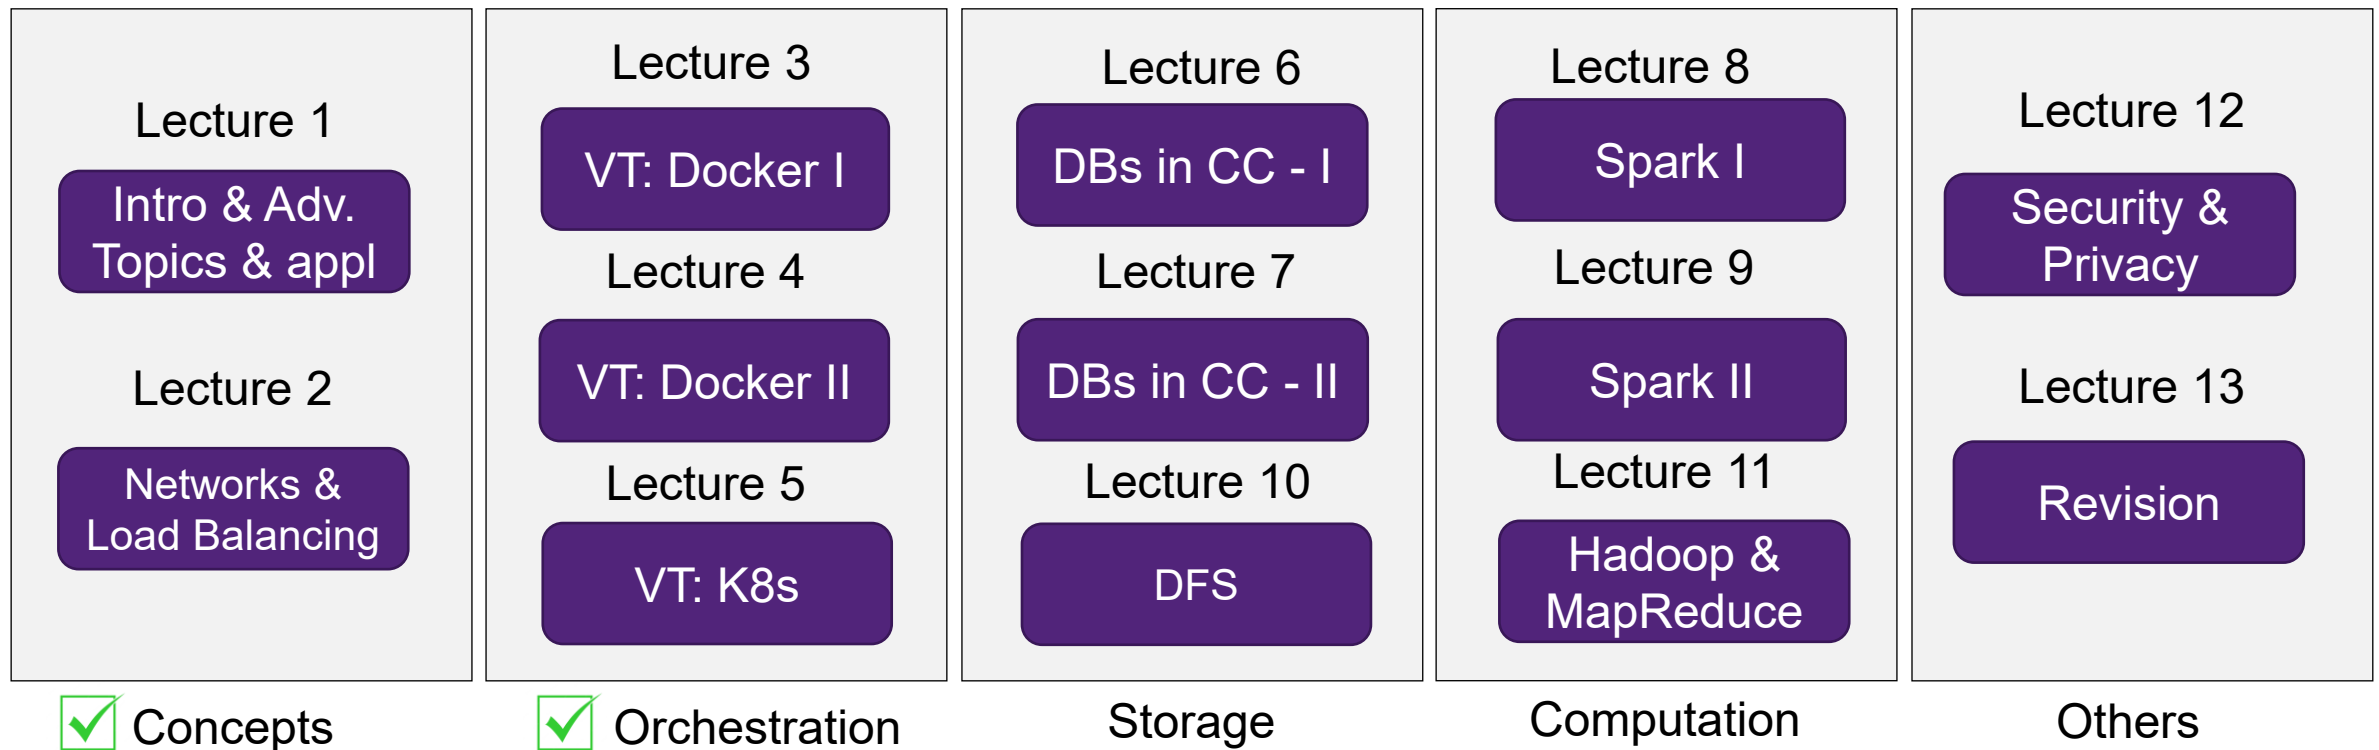 Lecture 1
Intro & Adv.
Topics & appl
Lecture 2
Networks &
Load Balancing
Concepts
Lecture 3
VT: Docker I
Lecture 4
VT: Docker II
Lecture 5
VT: K8s
Orchestration
Lecture 6
DBs in CC - I
Lecture 7
DBs in CC - II
Lecture 10
DFS
Storage
Lecture 8
Spark I
Lecture 9
Spark II
Lecture 11
Hadoop &
MapReduce
Computation
Lecture 12
Security &
Privacy
Lecture 13
Revision
Others